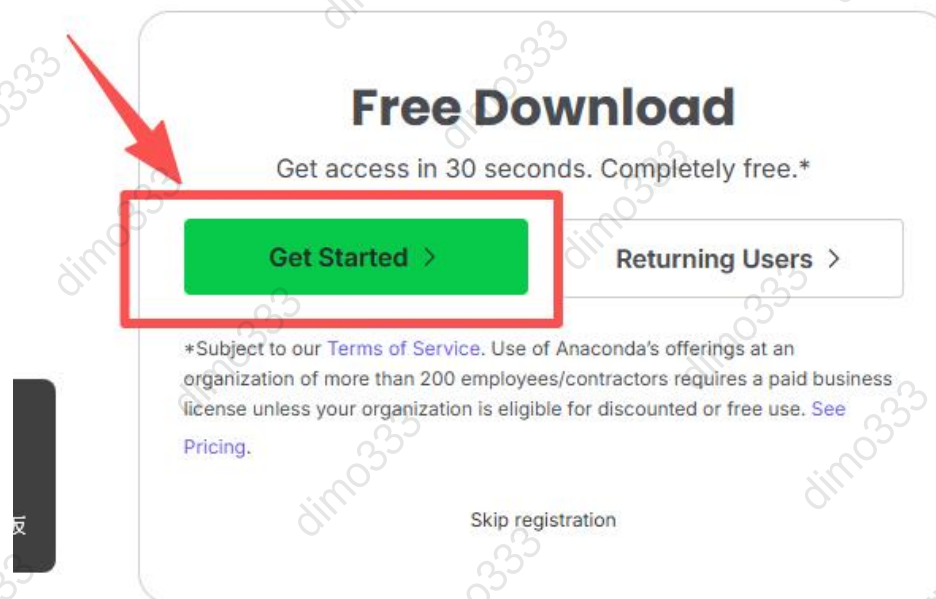 Free Download
Get access in 30 seconds. Completely free.*
Get Started >
Returning Users >
*Subject to our Terms of Service. Use of Anaconda's offerings at an
organization of more than 200 employees/contractors requires a paid business
license unless your organization is eligible for discounted or free use. See
Pricing.
Skip registration
dimo333